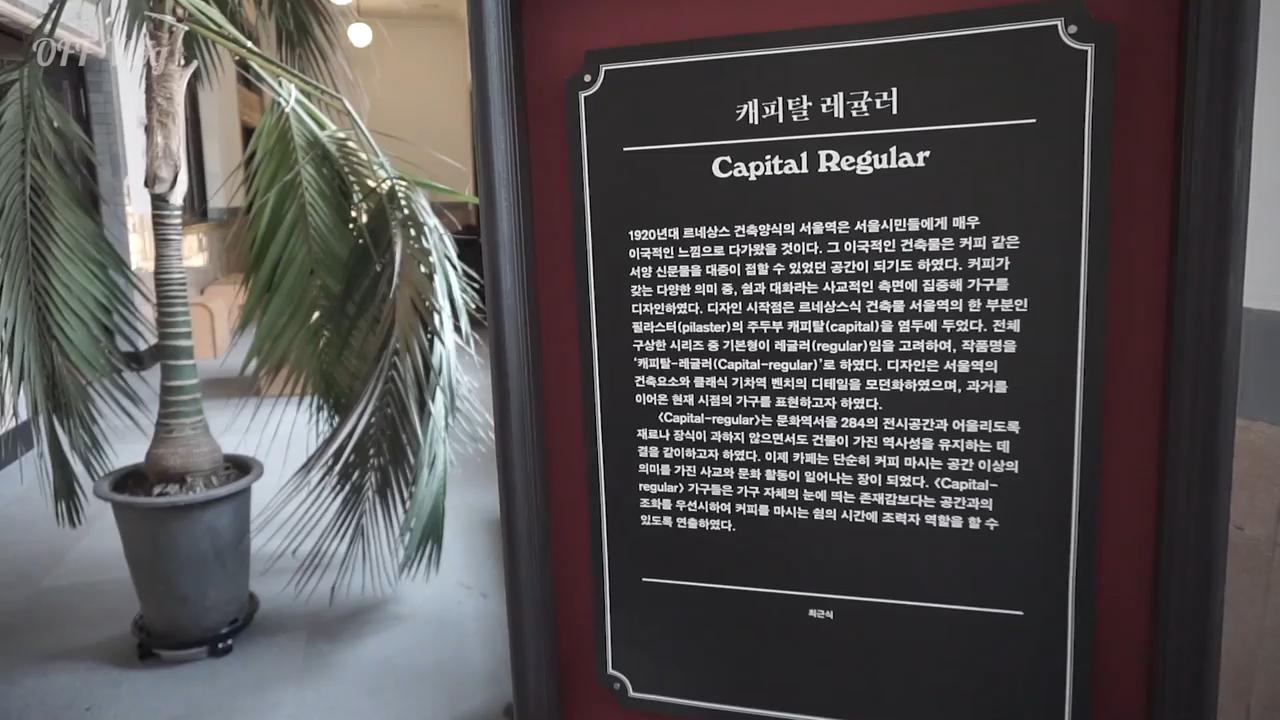 OFF Vlog
캐피탈 레귤러
Capital Regular
1920년대 르네상스 건축양식의 서울역은 서울시민들에게 매우
이국적인 느낌으로 다가왔을 것이다. 그 이국적인 건축물은 커피 같은
서양 신문물을 대중이 접할 수 있었던 공간이 되기도 하였다. 커피가
갖는 다양한 의미 중, 쉼과 대화라는 사교적인 측면에 집중해 가구를
디자인하였다. 디자인 시작점은 르네상스식 건축물 서울역의 한 부분인
필라스터(pilaster)의 주두부 캐피탈(capital)을 염두에 두었다. 전체
구상한 시리즈 중 기본형이 레귤러(regular)임을 고려하여, 작품명을
‘캐피탈-레귤러(Capital-regular)’로 하였다. 디자인은 서울역의
건축요소와 클래식 기차역 벤치의 디테일을 모던화하였으며, 과거를
이어온 현재 시점의 가구를 표현하고자 하였다.
〈Capital-regular〉는 문화역서울 284의 전시공간과 어울리도록
재료나 장식이 과하지 않으면서도 건물이 가진 역사성을 유지하는 데
결을 같이하고자 하였다. 이제 카페는 단순히 커피 마시는 공간 이상의
의미를 가진 사교와 문화 활동이 일어나는 장이 되었다. 〈Capital-
regular〉 가구들은 가구 자체의 눈에 띄는 존재감보다는 공간과의
조화를 우선시하여 커피를 마시는 쉼의 시간에 조력자 역할을 할 수
있도록 연출하였다.
최근식